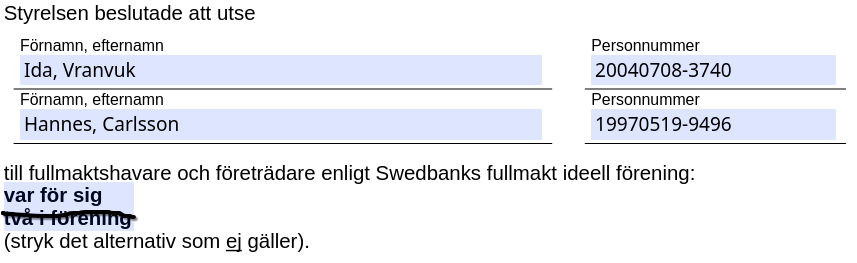 Styrelsen beslutade att utse
Förnamn, efternamn Personnummer
Ida, Vranvuk 20040708-3740
Förnamn, efternamn Personnummer
Hannes, Carlsson 19970519-9496
till fullmaktshavare och företrädare enligt Swedbanks fullmakt ideell förening:
var för sig
två i förening
(stryk det alternativ som ej gäller).